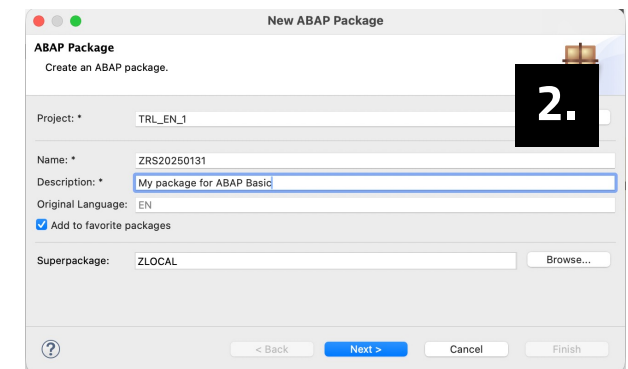 New ABAP Package
ABAP Package
Create an ABAP package.
2.
Project: * TRL_EN_1
Name: * ZRS20250131
Description: * My package for ABAP Basic
Original Language: EN
Add to favorite packages
Superpackage: ZLOCAL Browse...
? < Back Next > Cancel Finish